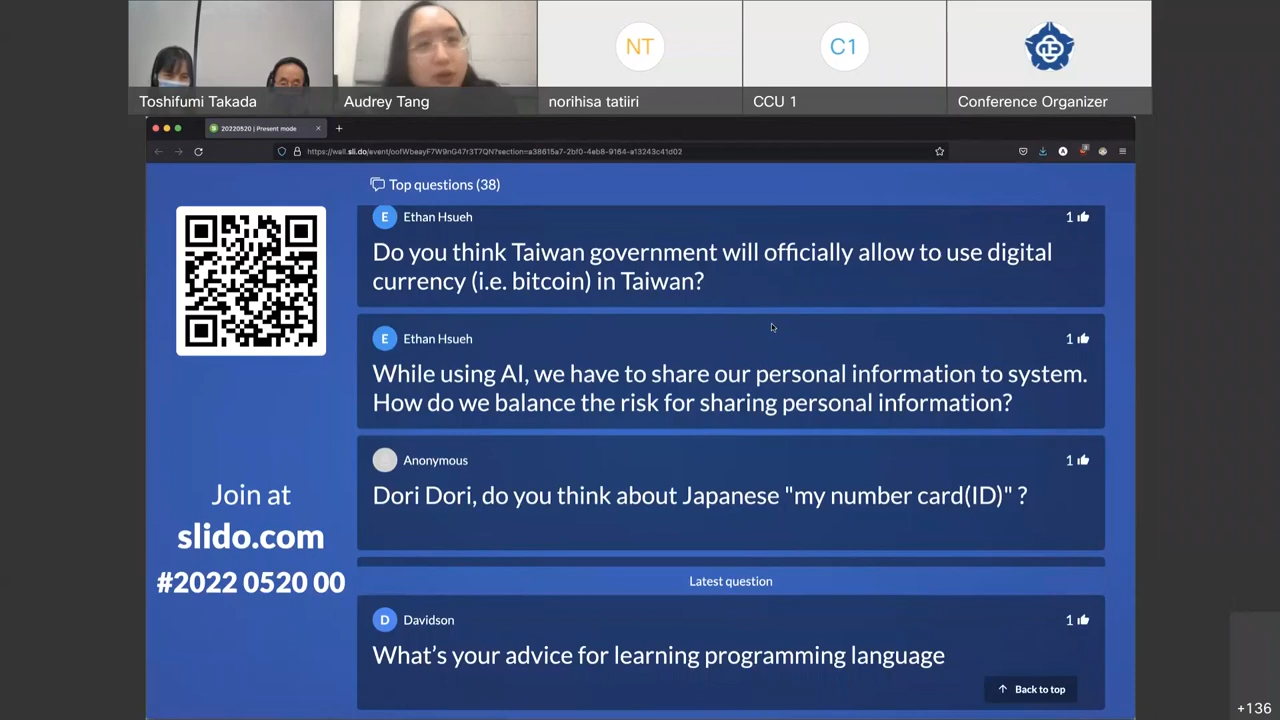 NT
C1
Toshifumi Takada
Audrey Tang
norihisa tatiiri
CCU 1
Conference Organizer
20220520 | Present mode
Top questions (38)
E Ethan Hsueh 1
Do you think Taiwan government will officially allow to use digital
currency (i.e. bitcoin) in Taiwan?
E Ethan Hsueh 1
While using AI, we have to share our personal information to system.
How do we balance the risk for sharing personal information?
Anonymous 1
Dori Dori, do you think about Japanese "my number card(ID)" ?
Join at
slido.com
#2022 0520 00
Latest question
D Davidson 1
What's your advice for learning programming language
Back to top
+136